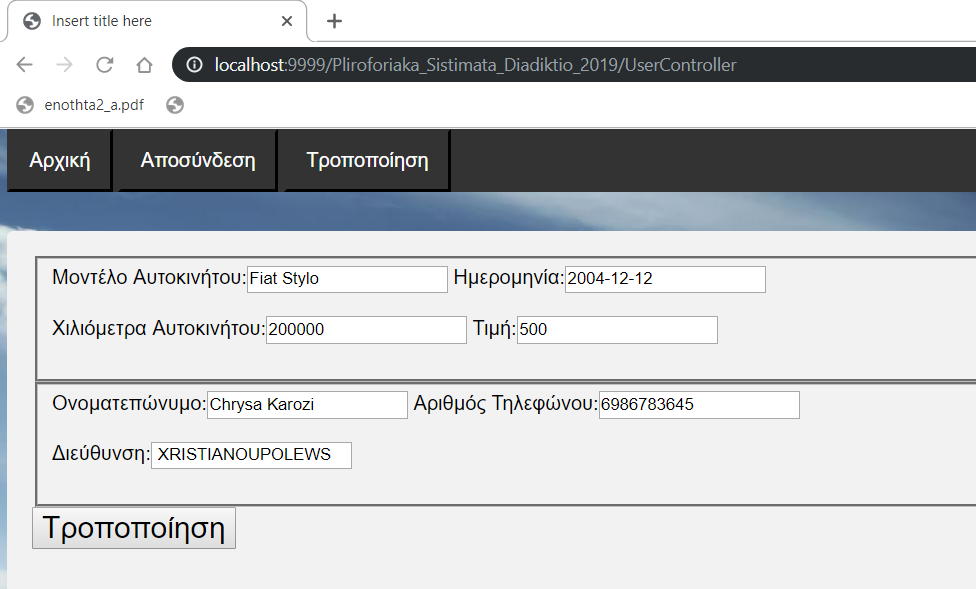 Insert title here
localhost:9999/Pliroforiaka_Sistimata_Diadiktio_2019/UserController
enothta2_a.pdf
Αρχική Αποσύνδεση Τροποποίηση
Μοντέλο Αυτοκινήτου: Fiat Stylo Ημερομηνία: 2004-12-12
Χιλιόμετρα Αυτοκινήτου: 200000 Τιμή: 500
Ονοματεπώνυμο: Chrysa Karozi Αριθμός Τηλεφώνου: 6986783645
Διεύθυνση: XRISTIANOUPOLEWS
Τροποποίηση